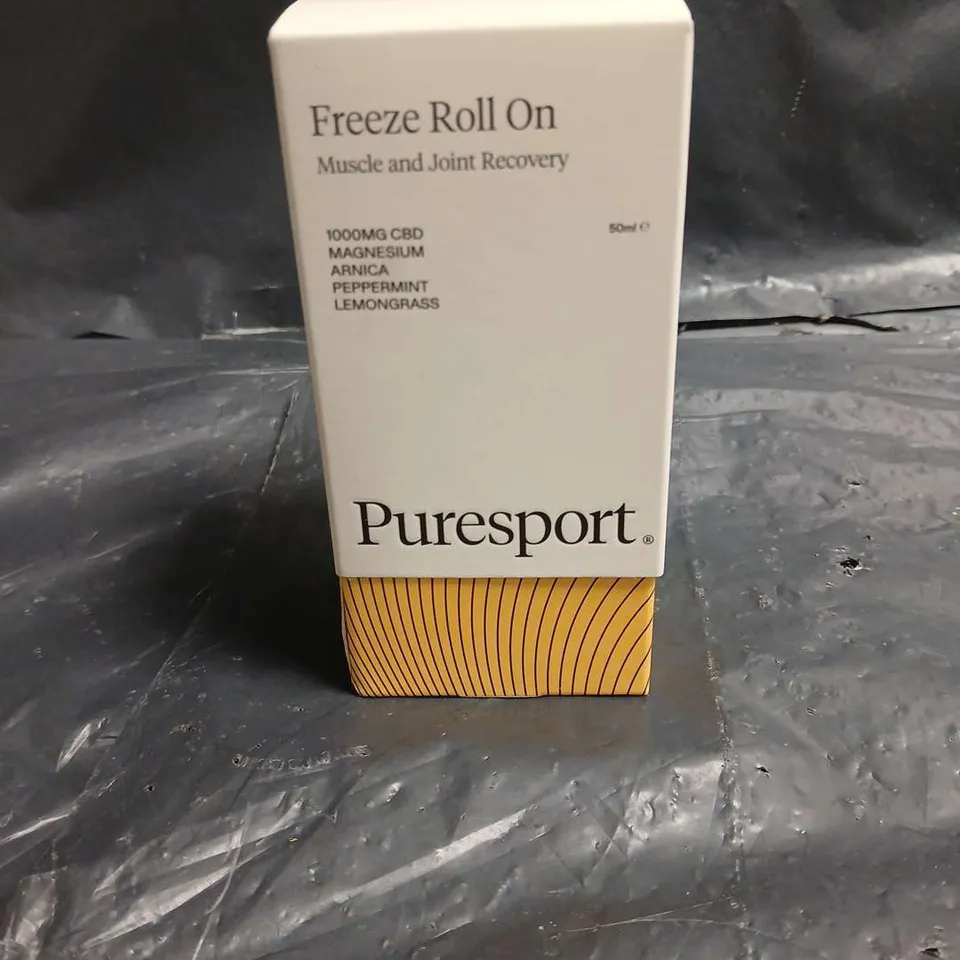 Freeze Roll On
Muscle and Joint Recovery
1000MG CBD
50ml ℮
MAGNESIUM
ARNICA
PEPPERMINT
LEMONGRASS
Puresport®